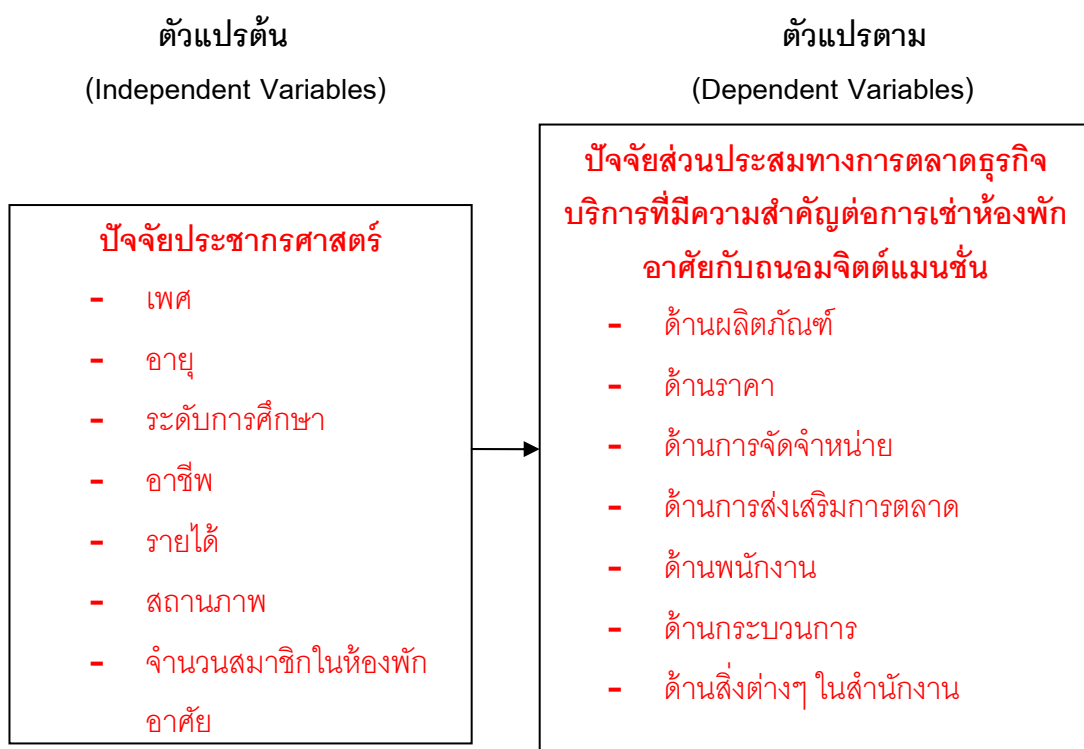 ตัวแปรต้น
(Independent Variables)
ปัจจัยประชากรศาสตร์
- เพศ
- อายุ
- ระดับการศึกษา
- อาชีพ
- รายได้
- สถานภาพ
- จำนวนสมาชิกในห้องพัก
อาศัย
ตัวแปรตาม
(Dependent Variables)
ปัจจัยส่วนประสมทางการตลาดธุรกิจ
บริการที่มีความสำคัญต่อการเช่าห้องพัก
อาศัยกับถนอมจิตต์แมนชั่น
- ด้านผลิตภัณฑ์
- ด้านราคา
- ด้านการจัดจำหน่าย
- ด้านการส่งเสริมการตลาด
- ด้านพนักงาน
- ด้านกระบวนการ
- ด้านสิ่งต่างๆ ในสำนักงาน